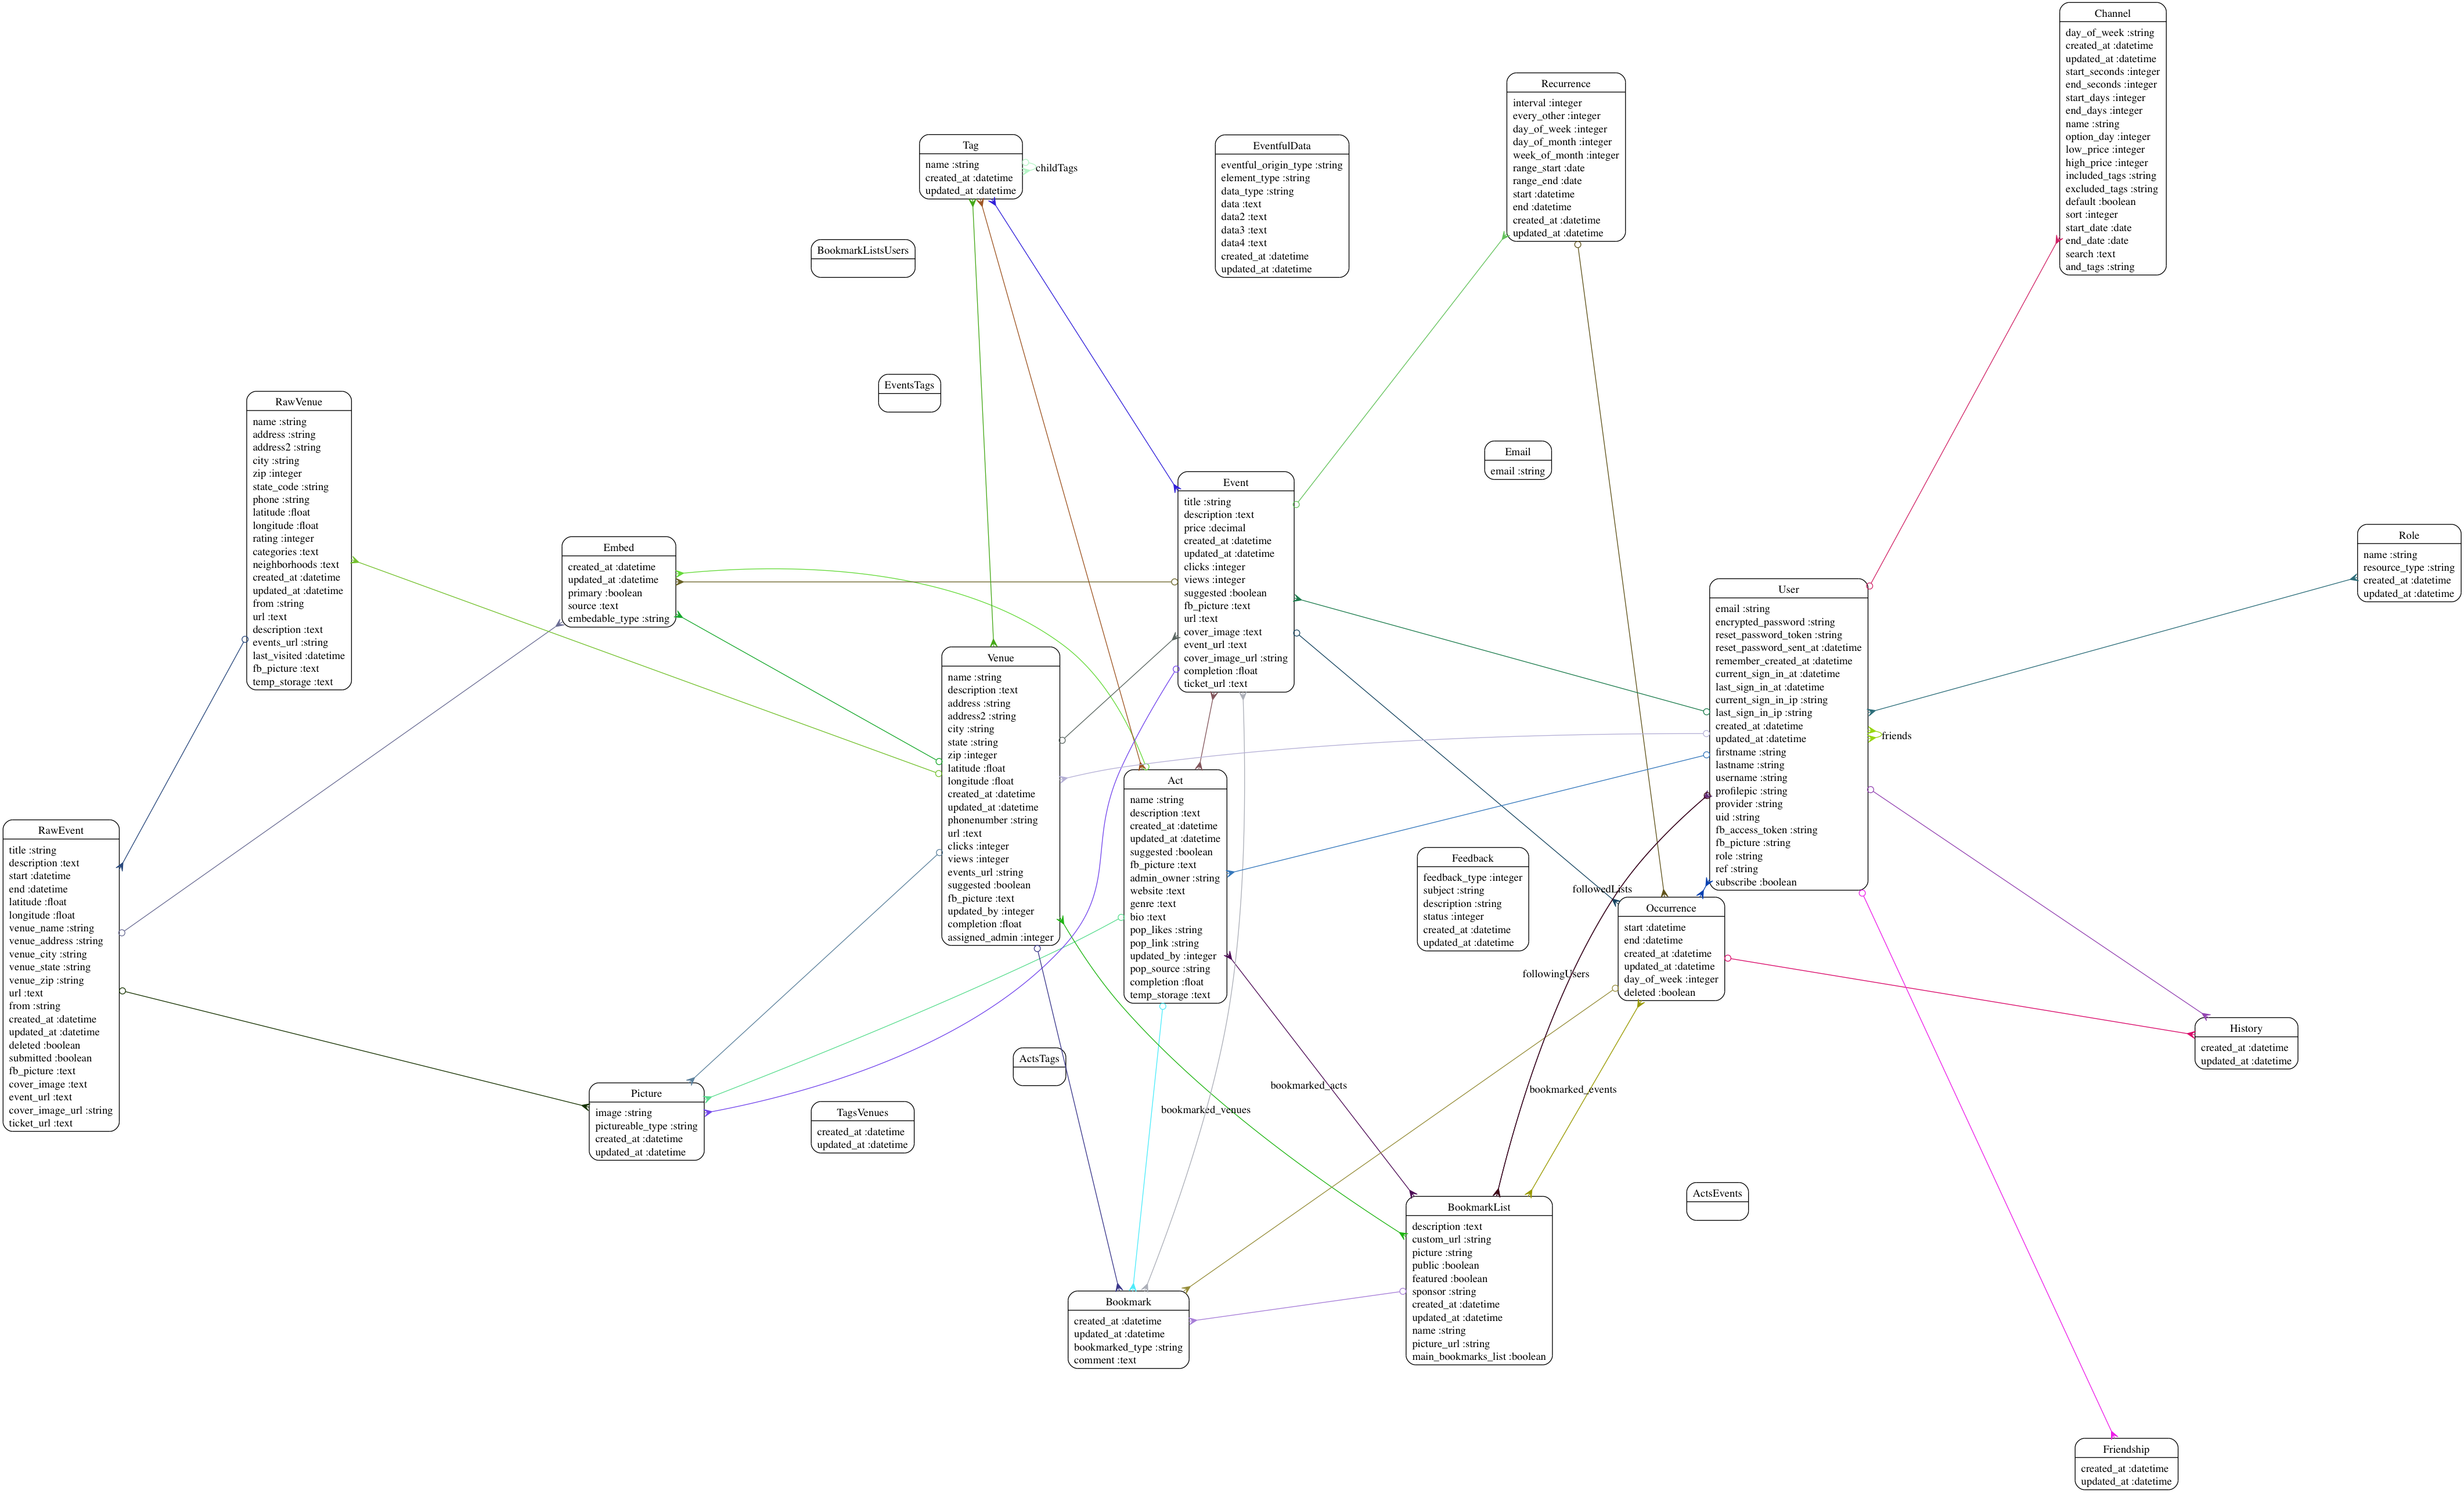 Channel
day_of_week :string
created_at :datetime
updated_at :datetime
start_seconds :integer
end_seconds :integer
start_days :integer
end_days :integer
name :string
option_day :integer
low_price :integer
high_price :integer
included_tags :string
excluded_tags :string
default :boolean
sort :integer
start_date :date
end_date :date
search :text
and_tags :string
Recurrence
interval :integer
every_other :integer
day_of_week :integer
day_of_month :integer
week_of_month :integer
range_start :date
range_end :date
start :datetime
end :datetime
created_at :datetime
updated_at :datetime
Tag
name :string
created_at :datetime
updated_at :datetime
childTags
EventfulData
eventful_origin_type :string
element_type :string
data_type :string
data :text
data2 :text
data3 :text
data4 :text
created_at :datetime
updated_at :datetime
BookmarkListsUsers
EventsTags
RawVenue
name :string
address :string
address2 :string
city :string
zip :integer
state_code :string
phone :string
latitude :float
longitude :float
rating :integer
categories :text
neighborhoods :text
created_at :datetime
updated_at :datetime
from :string
url :text
description :text
events_url :string
last_visited :datetime
fb_picture :text
temp_storage :text
Email
email :string
Event
title :string
description :text
price :decimal
created_at :datetime
updated_at :datetime
clicks :integer
views :integer
suggested :boolean
fb_picture :text
url :text
cover_image :text
event_url :text
cover_image_url :string
completion :float
ticket_url :text
Embed
created_at :datetime
updated_at :datetime
primary :boolean
source :text
embedable_type :string
Role
name :string
resource_type :string
created_at :datetime
updated_at :datetime
User
email :string
encrypted_password :string
reset_password_token :string
reset_password_sent_at :datetime
remember_created_at :datetime
current_sign_in_at :datetime
last_sign_in_at :datetime
current_sign_in_ip :string
last_sign_in_ip :string
created_at :datetime
updated_at :datetime
firstname :string
lastname :string
username :string
profilepic :string
provider :string
uid :string
fb_access_token :string
fb_picture :string
role :string
ref :string
subscribe :boolean
friends
Venue
name :string
description :text
address :string
address2 :string
city :string
state :string
zip :integer
latitude :float
longitude :float
created_at :datetime
updated_at :datetime
phonenumber :string
url :text
clicks :integer
views :integer
events_url :string
suggested :boolean
fb_picture :text
updated_by :integer
completion :float
assigned_admin :integer
Act
name :string
description :text
created_at :datetime
updated_at :datetime
suggested :boolean
fb_picture :text
admin_owner :string
website :text
genre :text
bio :text
pop_likes :string
pop_link :string
updated_by :integer
pop_source :string
completion :float
temp_storage :text
RawEvent
title :string
description :text
start :datetime
end :datetime
latitude :float
longitude :float
venue_name :string
venue_address :string
venue_city :string
venue_state :string
venue_zip :string
url :text
from :string
created_at :datetime
updated_at :datetime
deleted :boolean
submitted :boolean
fb_picture :text
cover_image :text
event_url :text
cover_image_url :string
ticket_url :text
Feedback
feedback_type :integer
subject :string
description :string
status :integer
created_at :datetime
updated_at :datetime
followedLists
Occurrence
start :datetime
end :datetime
created_at :datetime
updated_at :datetime
day_of_week :integer
deleted :boolean
followingUsers
History
created_at :datetime
updated_at :datetime
ActsTags
Picture
image :string
pictureable_type :string
created_at :datetime
updated_at :datetime
TagsVenues
created_at :datetime
updated_at :datetime
bookmarked_acts
bookmarked_events
bookmarked_venues
ActsEvents
BookmarkList
description :text
custom_url :string
picture :string
public :boolean
featured :boolean
sponsor :string
created_at :datetime
updated_at :datetime
name :string
picture_url :string
main_bookmarks_list :boolean
Bookmark
created_at :datetime
updated_at :datetime
bookmarked_type :string
comment :text
Friendship
created_at :datetime
updated_at :datetime